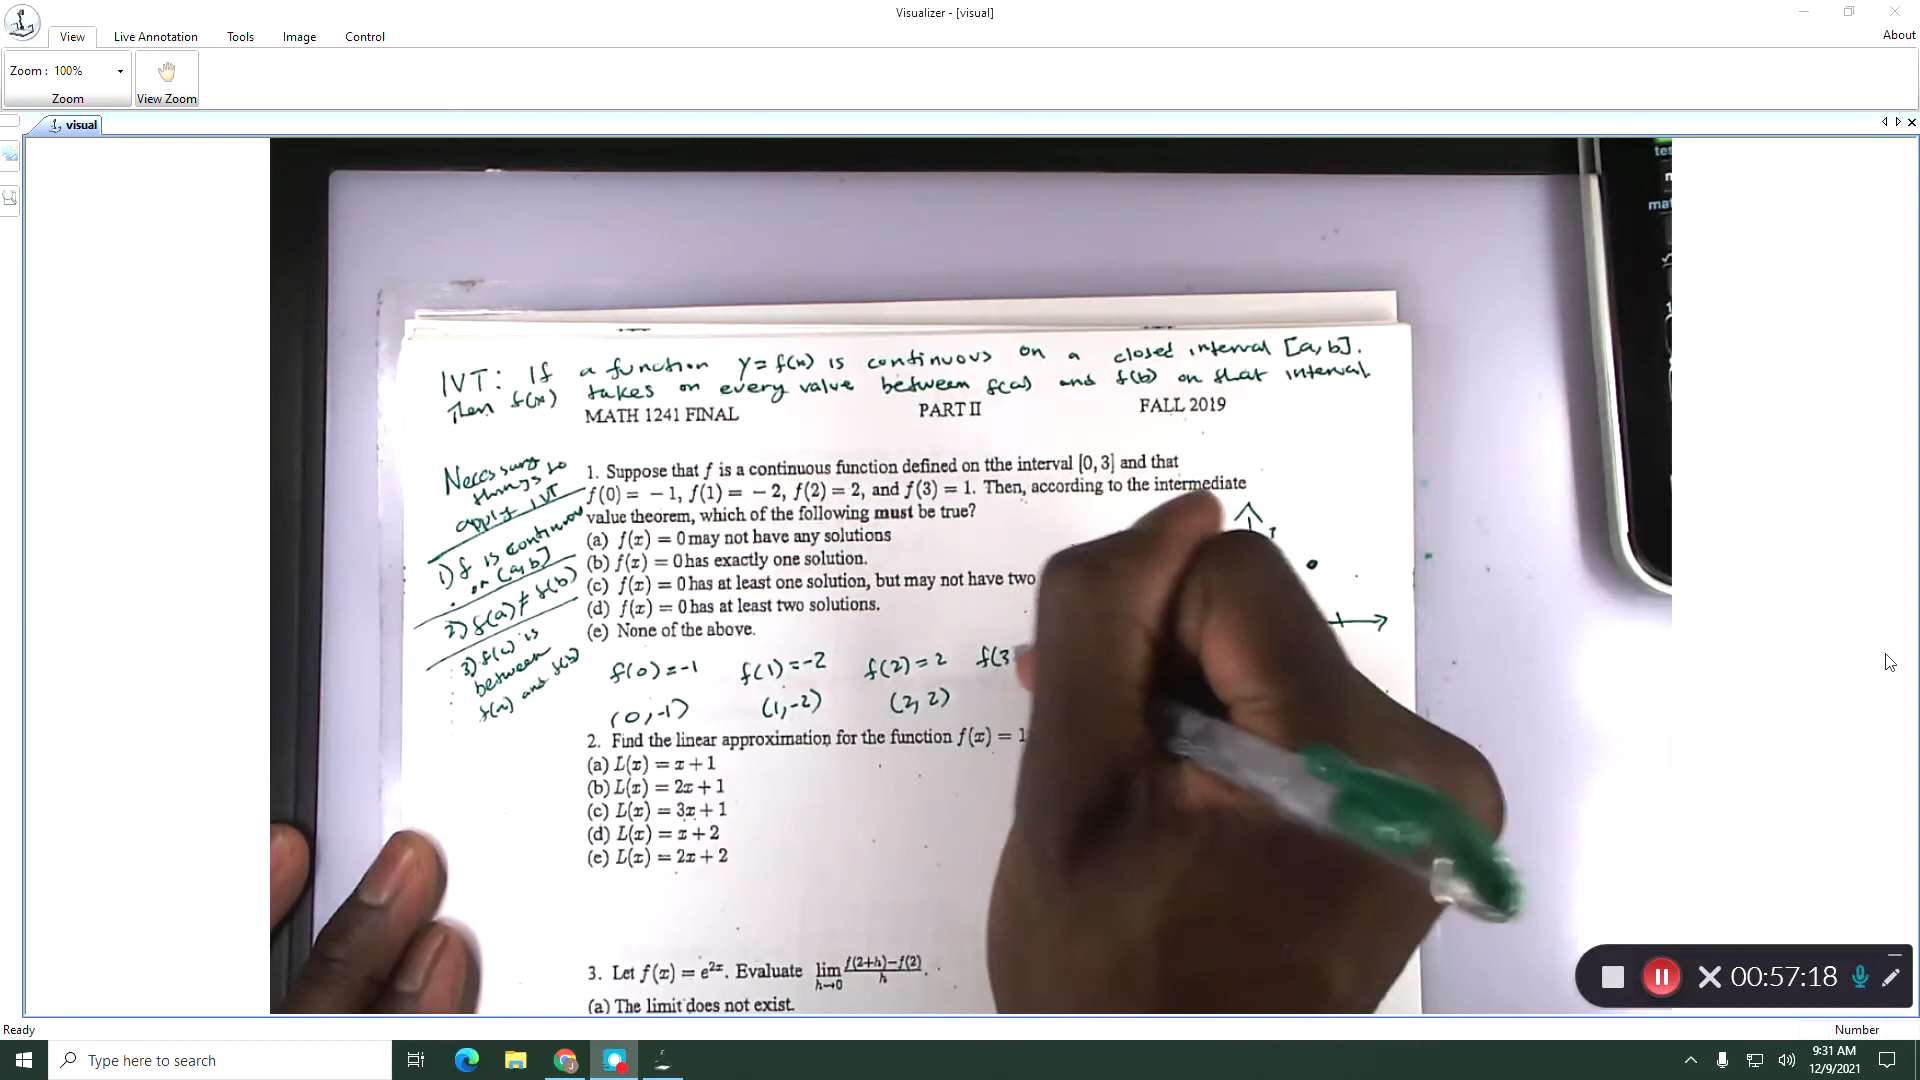 Visualizer - [visual]
View Live Annotation Tools Image Control About
Zoom : 100%
Zoom View Zoom
visual
IVT: If a function y=f(x) is continuous on a closed interval [a,b].
Then f(x) takes on every value between f(a) and f(b) on that interval.
MATH 1241 FINAL PART II FALL 2019
Necessary
things to
apply IVT
1) f is continuous
on [a,b]
2) f(a) ≠ f(b)
3) f(c) is
between
f(a) and f(b)
1. Suppose that f is a continuous function defined on tthe interval [0, 3] and that
f(0) = -1, f(1) = -2, f(2) = 2, and f(3) = 1. Then, according to the intermediate
value theorem, which of the following must be true?
(a) f(x) = 0 may not have any solutions
(b) f(x) = 0 has exactly one solution.
(c) f(x) = 0 has at least one solution, but may not have two
(d) f(x) = 0 has at least two solutions.
(e) None of the above.
f(0) = -1 f(1) = -2 f(2) = 2 f(3
(0, -1) (1, -2) (2, 2)
2. Find the linear approximation for the function f(x) = 1
(a) L(x) = x + 1
(b) L(x) = 2x + 1
(c) L(x) = 3x + 1
(d) L(x) = x + 2
(e) L(x) = 2x + 2
3. Let f(x) = e^{2x}. Evaluate lim_{h→0} \frac{f(2+h)-f(2)}{h}.
(a) The limit does not exist.
00:57:18
Ready Number
Type here to search
9:31 AM
12/9/2021